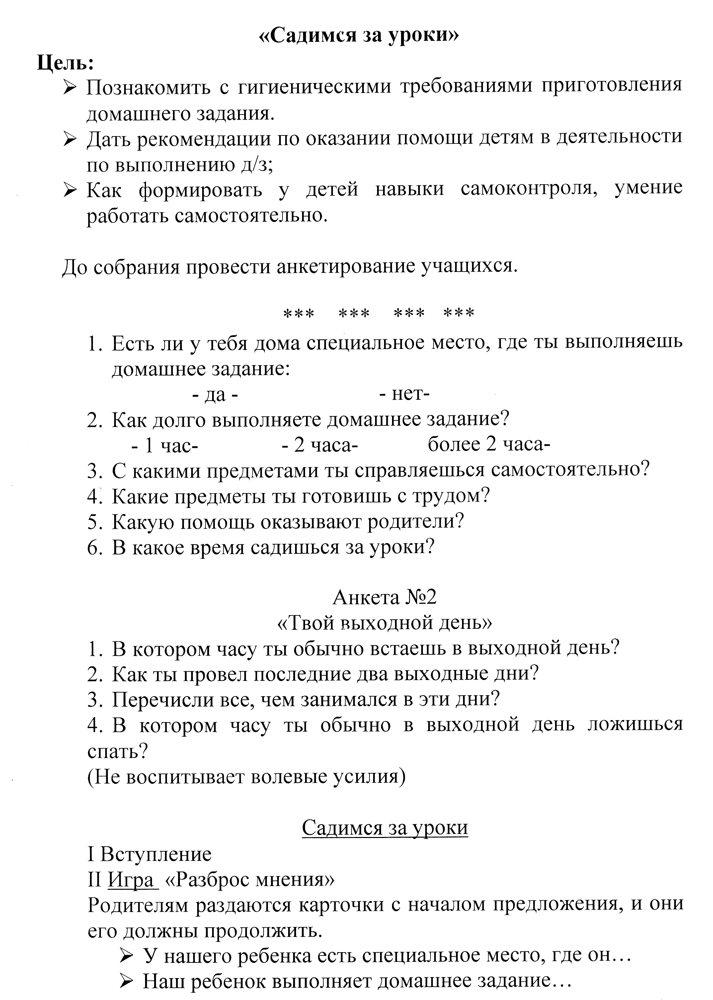 «Садимся за уроки»
Цель:
➢ Познакомить с гигиеническими требованиями приготовления
домашнего задания.
➢ Дать рекомендации по оказании помощи детям в деятельности
по выполнению д/з;
➢ Как формировать у детей навыки самоконтроля, умение
работать самостоятельно.
До собрания провести анкетирование учащихся.
*** *** *** ***
1. Есть ли у тебя дома специальное место, где ты выполняешь
домашнее задание:
- да - - нет-
2. Как долго выполняете домашнее задание?
- 1 час- - 2 часа- более 2 часа-
3. С какими предметами ты справляешься самостоятельно?
4. Какие предметы ты готовишь с трудом?
5. Какую помощь оказывают родители?
6. В какое время садишься за уроки?
Анкета №2
«Твой выходной день»
1. В котором часу ты обычно встаешь в выходной день?
2. Как ты провел последние два выходные дни?
3. Перечисли все, чем занимался в эти дни?
4. В котором часу ты обычно в выходной день ложишься
спать?
(Не воспитывает волевые усилия)
Садимся за уроки
I Вступление
II Игра «Разброс мнения»
Родителям раздаются карточки с началом предложения, и они
его должны продолжить.
➢ У нашего ребенка есть специальное место, где он…
➢ Наш ребенок выполняет домашнее задание…